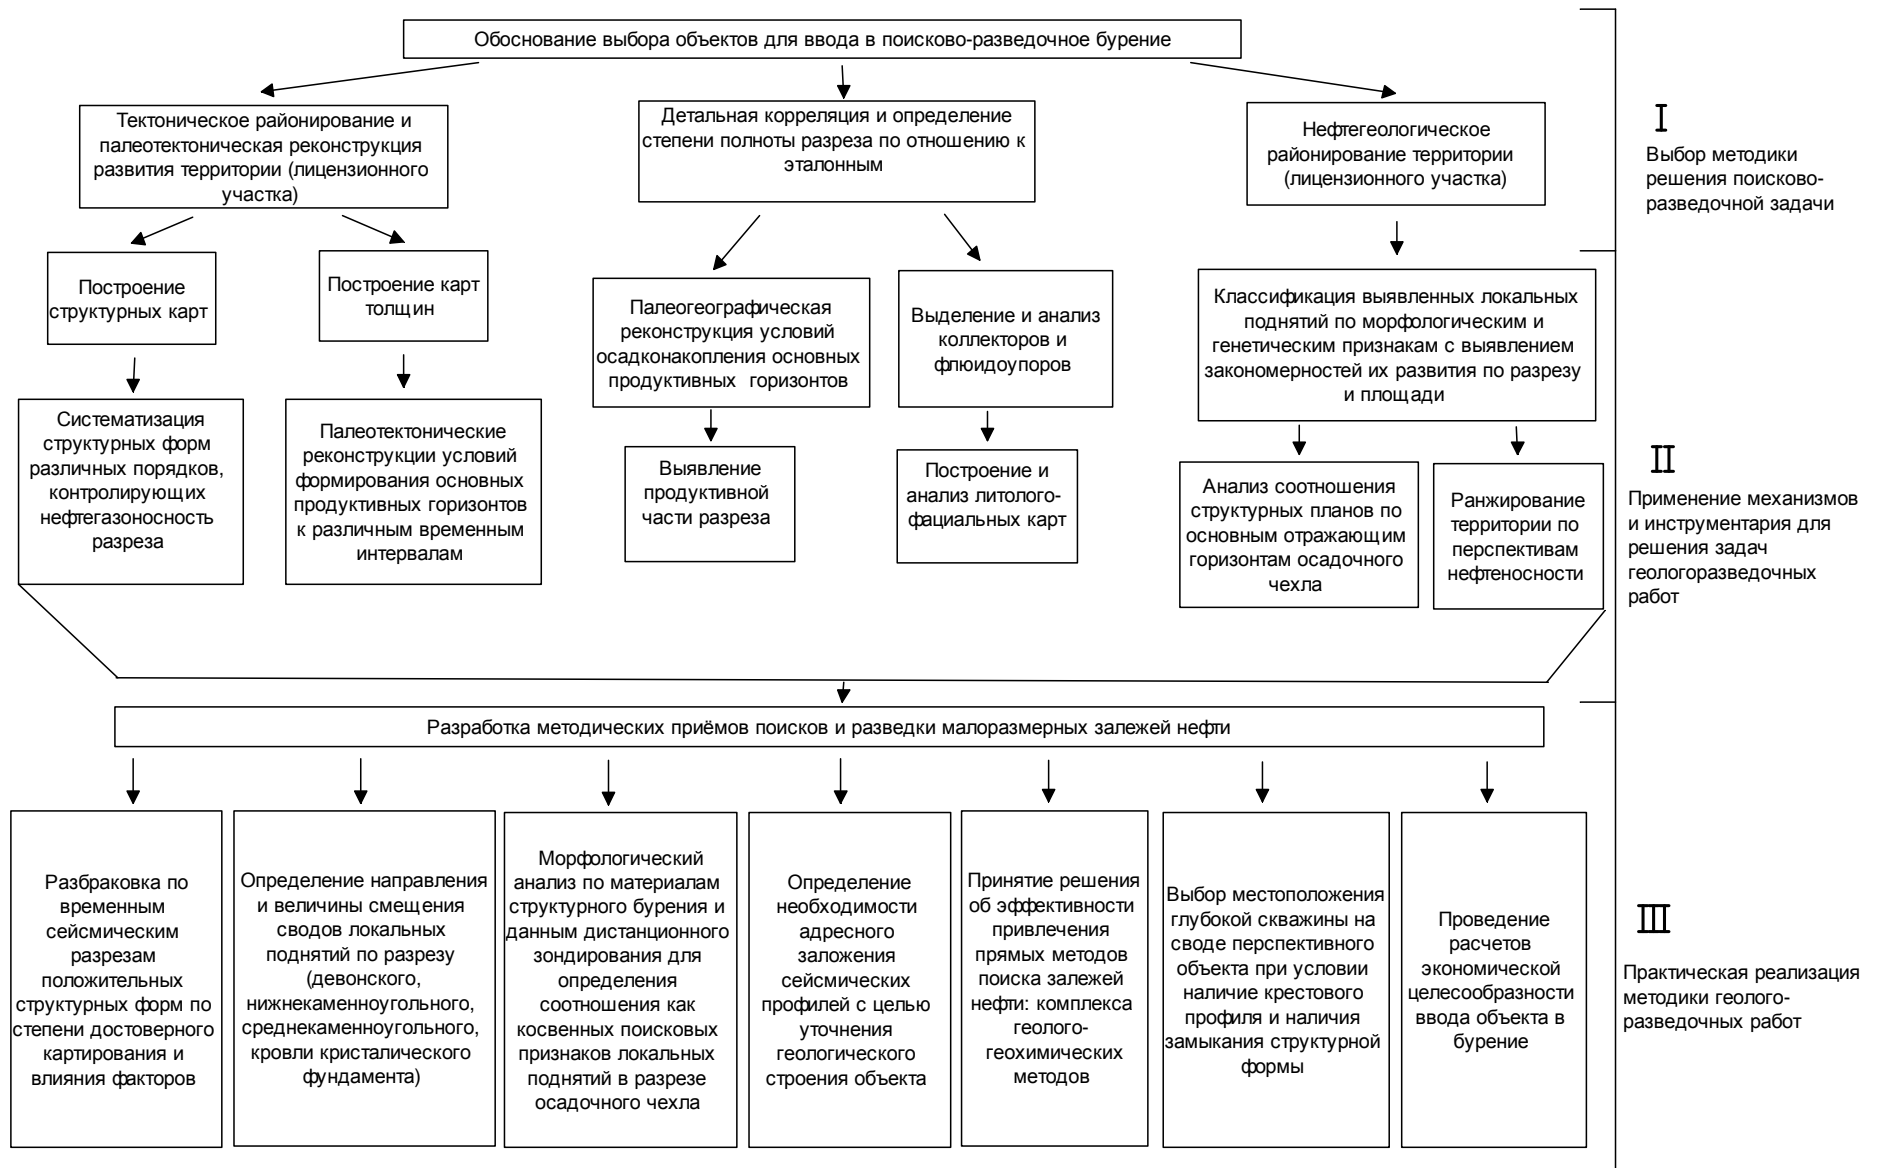 Обоснование выбора объектов для ввода в поисково-разведочное бурение
Тектоническое районирование и
палеотектоническая реконструкция
развития территории (лицензионного
участка)
Детальная корреляция и определение
степени полноты разреза по отношению к
эталонным
Нефтегеологическое
районирование территории
(лицензионного участка)
I
Выбор методики
решения поисково-
разведочной задачи
Построение
структурных карт
Построение карт
толщин
Палеогеографическая
реконструкция условий
осадконакопления основных
продуктивных горизонтов
Выделение и анализ
коллекторов и
флюидоупоров
Классификация выявленных локальных
поднятий по морфологическим и
генетическим признакам с выявлением
закономерностей их развития по разрезу
и площади
Систематизация
структурных форм
различных порядков,
контролирующих
нефтегазоносность
разреза
Палеотектонические
реконструкции условий
формирования основных
продуктивных горизонтов
к различным временным
интервалам
Выявление
продуктивной
части разреза
Построение и
анализ литолого-
фациальных карт
Анализ соотношения
структурных планов по
основным отражающим
горизонтам осадочного
чехла
Ранжирование
территории по
перспективам
нефтеносности
II
Применение механизмов
и инструментария для
решения задач
геологоразведочных
работ
Разработка методических приёмов поисков и разведки малоразмерных залежей нефти
Разбраковка по
временным
сейсмическим
разрезам
положительных
структурных форм по
степени достоверного
картирования и
влияния факторов
Определение направления
и величины смещения
сводов локальных
поднятий по разрезу
(девонского,
нижнекаменноугольного,
среднекаменноугольного,
кровли кристалического
фундамента)
Морфологический
анализ по материалам
структурного бурения и
данным дистанционного
зондирования для
определения
соотношения как
косвенных поисковых
признаков локальных
поднятий в разрезе
осадочного чехла
Определение
необходимости
адресного
заложения
сейсмических
профилей с целью
уточнения
геологического
строения объекта
Принятие решения
об эффективности
привлечения
прямых методов
поиска залежей
нефти: комплекса
геолого-
геохимических
методов
Выбор местоположения
глубокой скважины на
своде перспективного
объекта при условии
наличие крестового
профиля и наличия
замыкания структурной
формы
Проведение
расчетов
экономической
целесообразности
ввода объекта в
бурение
III
Практическая реализация
методики геолого-
разведочных работ